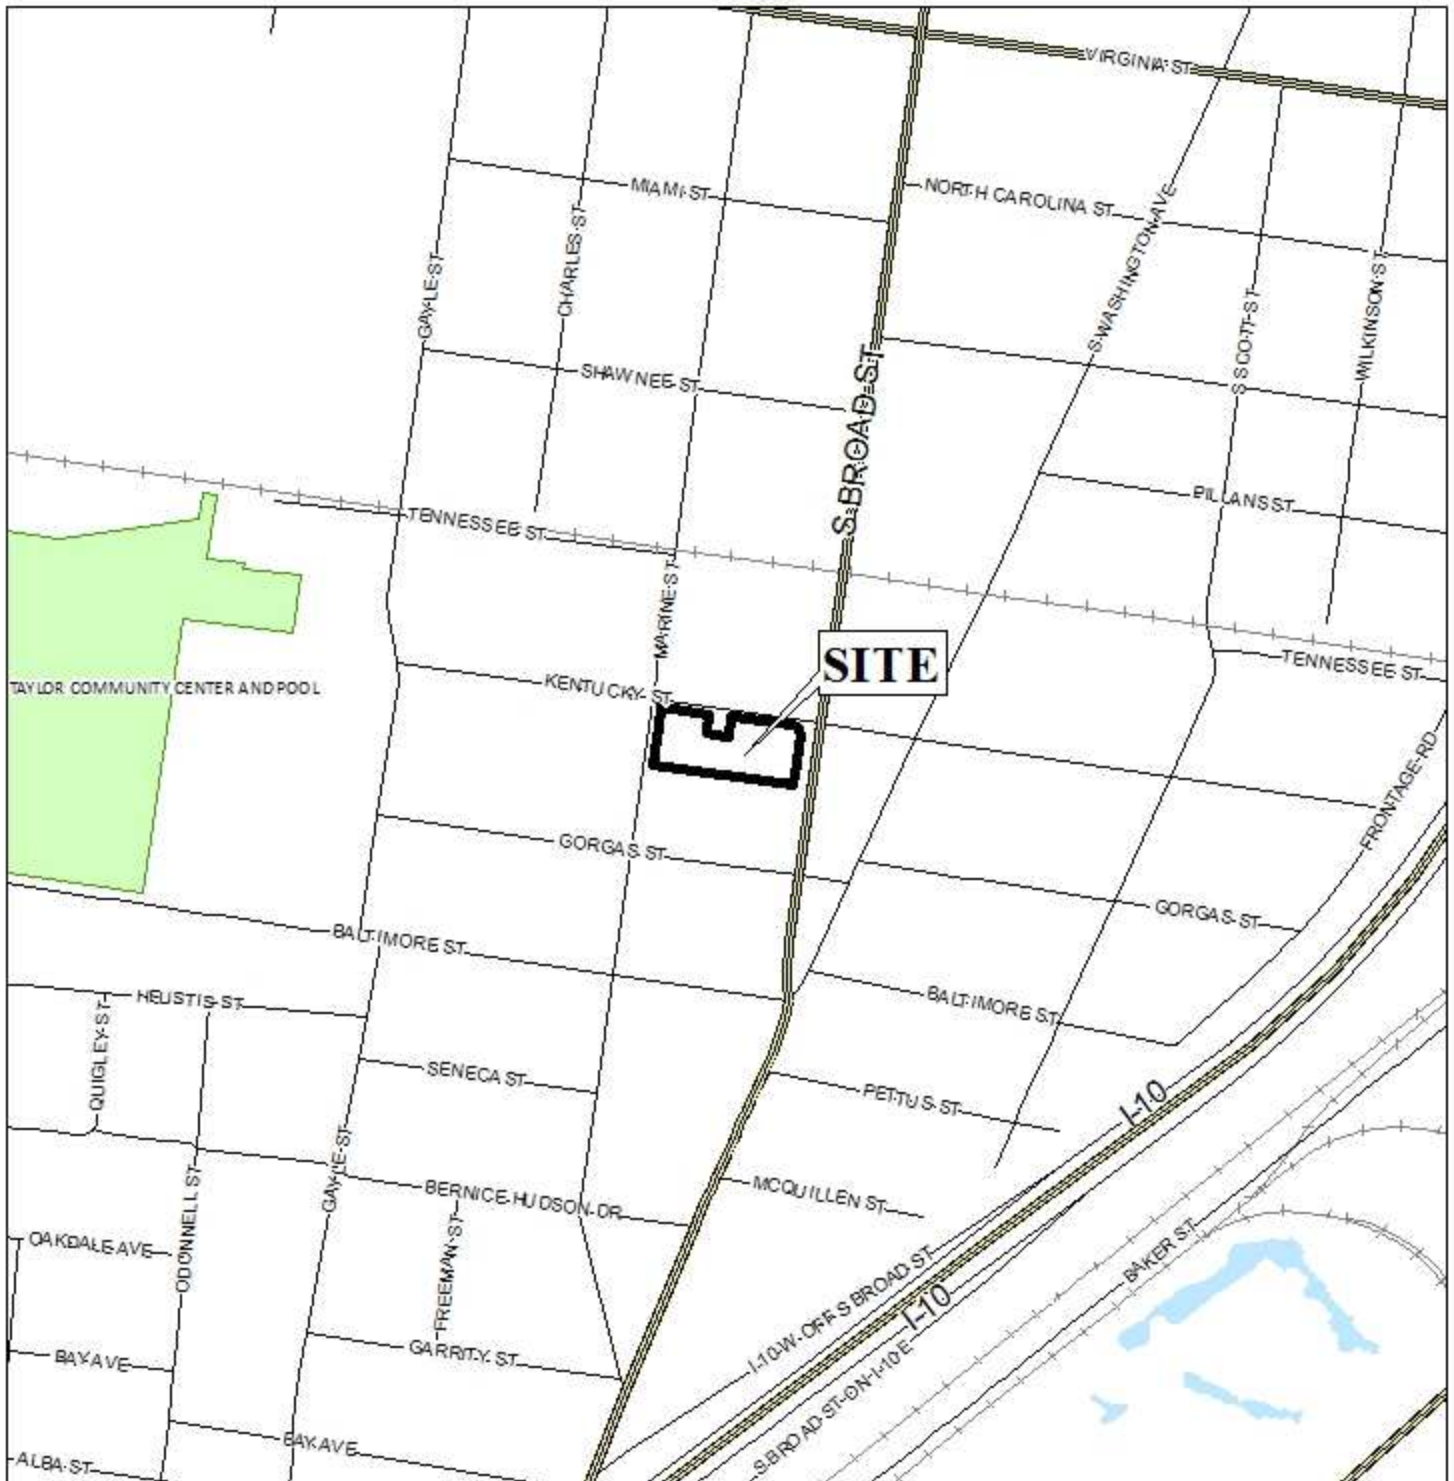 VIRGINIA ST
MIAMI ST
NORTH CAROLINA ST
CHARLES ST
S WASHINGTON AVE
GAYLE ST
S SCOTT ST
WILKINSON ST
SHAWNEE ST
S BROAD ST
PILLANS ST
TENNESSEE ST
MARINE ST
SITE
TENNESSEE ST
TAYLOR COMMUNITY CENTER AND POOL
KENTUCKY ST
FRONTAGE RD
GORGAS ST
GORGAS ST
BALTIMORE ST
HEUSTIS ST
BALTIMORE ST
QUIGLEY ST
SENECA ST
PETTUS ST
I-10
GAYLE ST
ODONNELL ST
BERNICE HUDSON DR
MCQUILLEN ST
OAKDALE AVE
FREEMAN ST
BAKER ST
I-10 W-OFF S BROAD ST
I-10
GARRITY ST
BAY AVE
S BROAD ST-ON I-10 E
BAY AVE
ALBA ST